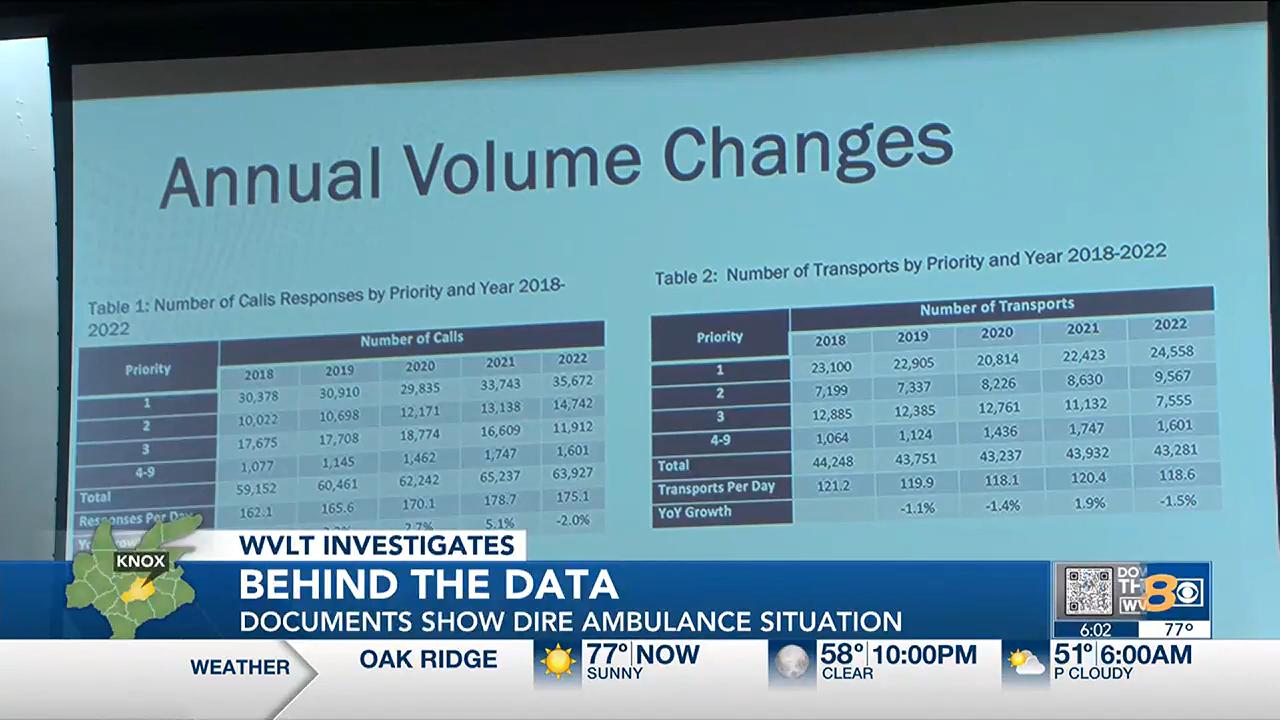 Annual Volume Changes
Table 1: Number of Calls Responses by Priority and Year 2018-
2022
Priority Number of Calls
2018 2019 2020 2021 2022
1 30,378 30,910 29,835 33,743 35,672
2 10,022 10,698 12,171 13,138 14,742
3 17,675 17,708 18,774 16,609 11,912
4-9 1,077 1,145 1,462 1,747 1,601
Total 59,152 60,461 62,242 65,237 63,927
Responses Per Day 162.1 165.6 170.1 178.7 175.1
2.7% 5.1% -2.0%
Table 2: Number of Transports by Priority and Year 2018-2022
Priority Number of Transports
2018 2019 2020 2021 2022
1 23,100 22,905 20,814 22,423 24,558
2 7,199 7,337 8,226 8,630 9,567
3 12,885 12,385 12,761 11,132 7,555
4-9 1,064 1,124 1,436 1,747 1,601
Total 44,248 43,751 43,237 43,932 43,281
Transports Per Day 121.2 119.9 118.1 120.4 118.6
YoY Growth -1.1% -1.4% 1.9% -1.5%
KNOX
WVLT INVESTIGATES
BEHIND THE DATA
DOCUMENTS SHOW DIRE AMBULANCE SITUATION
8
6:02 77°
WEATHER
OAK RIDGE
77° NOW
SUNNY
58° 10:00PM
CLEAR
51° 6:00AM
P CLOUDY